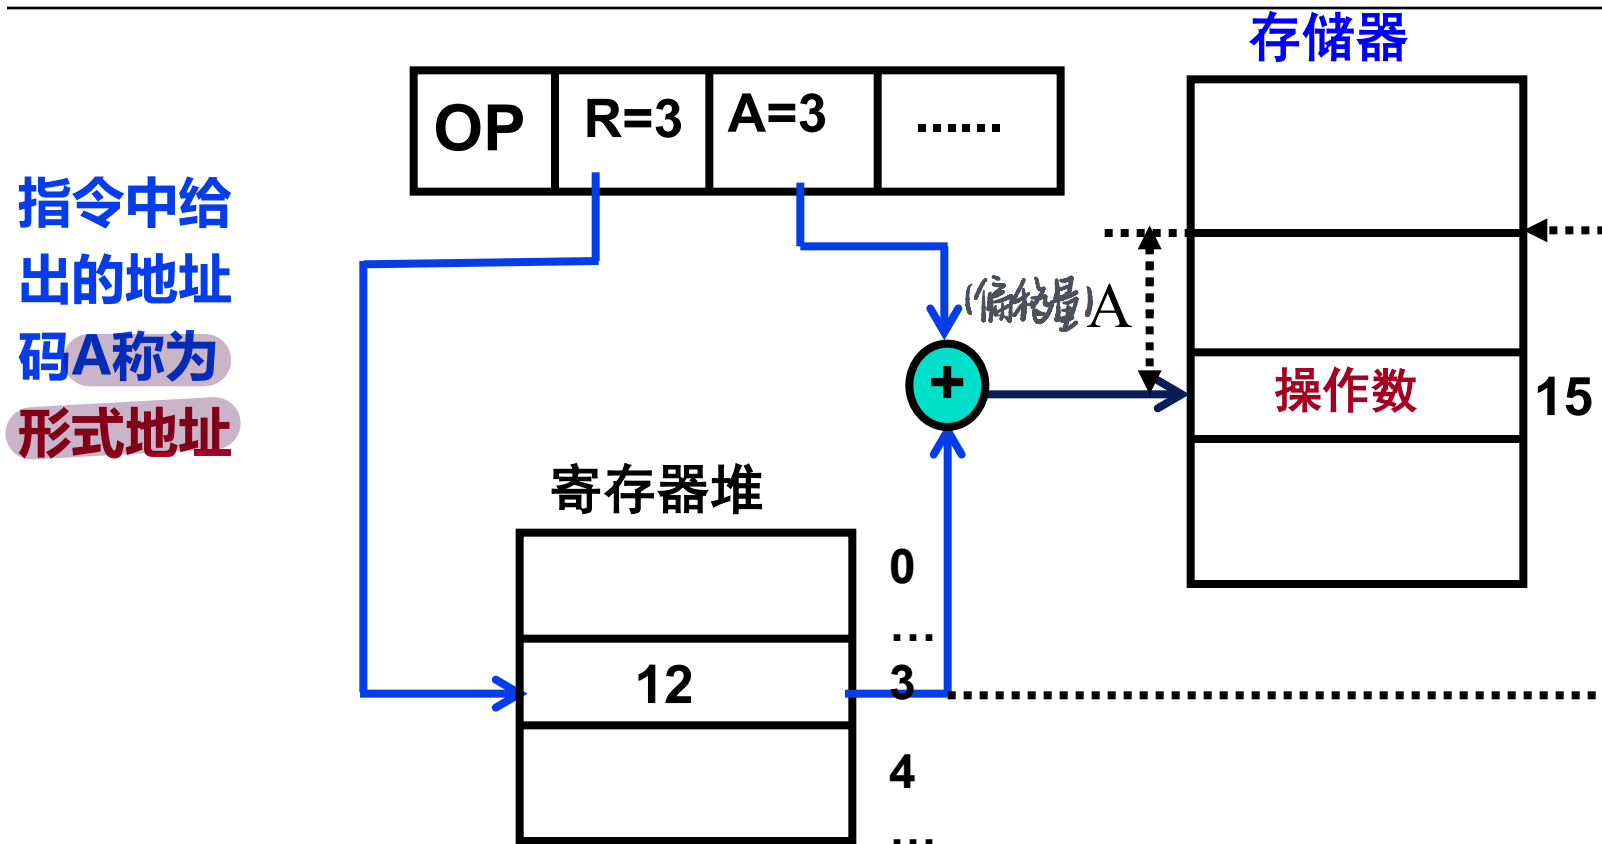 存储器
OP R=3 A=3 ......
指令中给
出的地址
码A称为
形式地址
(偏移量)A
+
操作数
15
寄存器堆
0
...
12
3
4
...